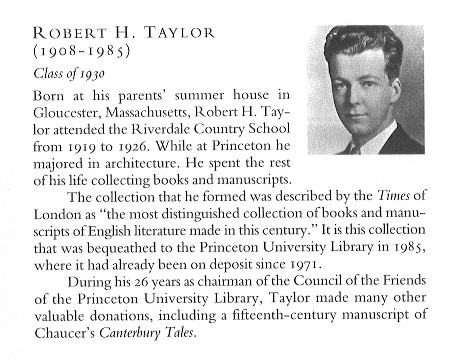 ROBERT H. TAYLOR
(1908-1985)
Class of 1930
Born at his parents' summer house in
Gloucester, Massachusetts, Robert H. Tay-
lor attended the Riverdale Country School
from 1919 to 1926. While at Princeton he
majored in architecture. He spent the rest
of his life collecting books and manuscripts.
The collection that he formed was described by the Times of
London as “the most distinguished collection of books and manu-
scripts of English literature made in this century.” It is this collection
that was bequeathed to the Princeton University Library in 1985,
where it had already been on deposit since 1971.
During his 26 years as chairman of the Council of the Friends
of the Princeton University Library, Taylor made many other
valuable donations, including a fifteenth-century manuscript of
Chaucer's Canterbury Tales.